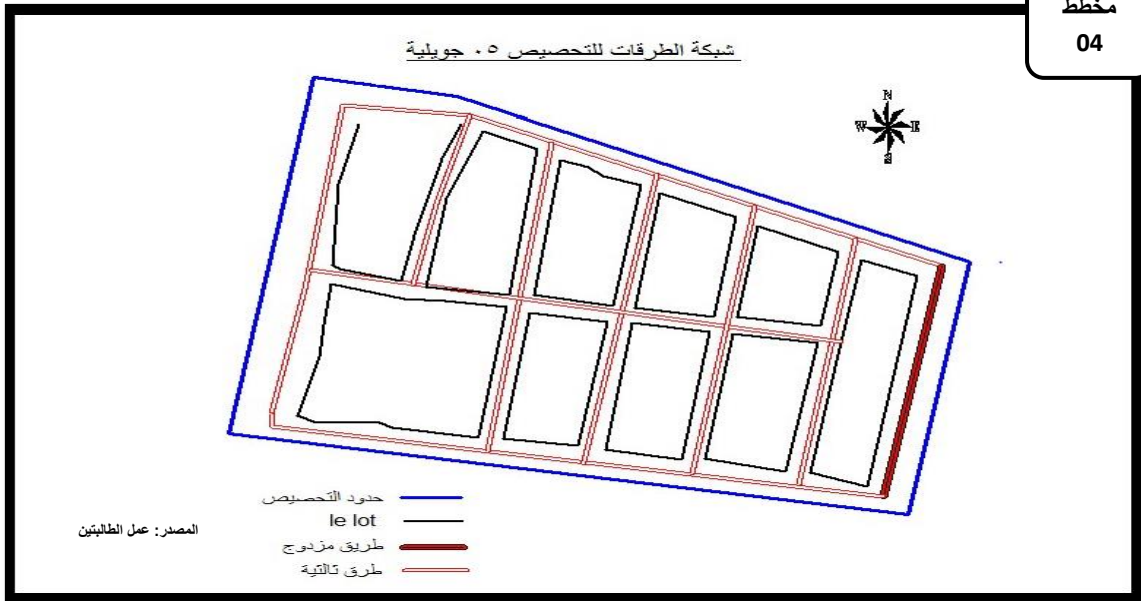 مخطط
04
شبكة الطرقات للتحصيص ٠٥ جويلية
N
W E
S
حدود التحصيص
le lot
طريق مزدوج
طرق ثالثية
المصدر: عمل الطالبتين